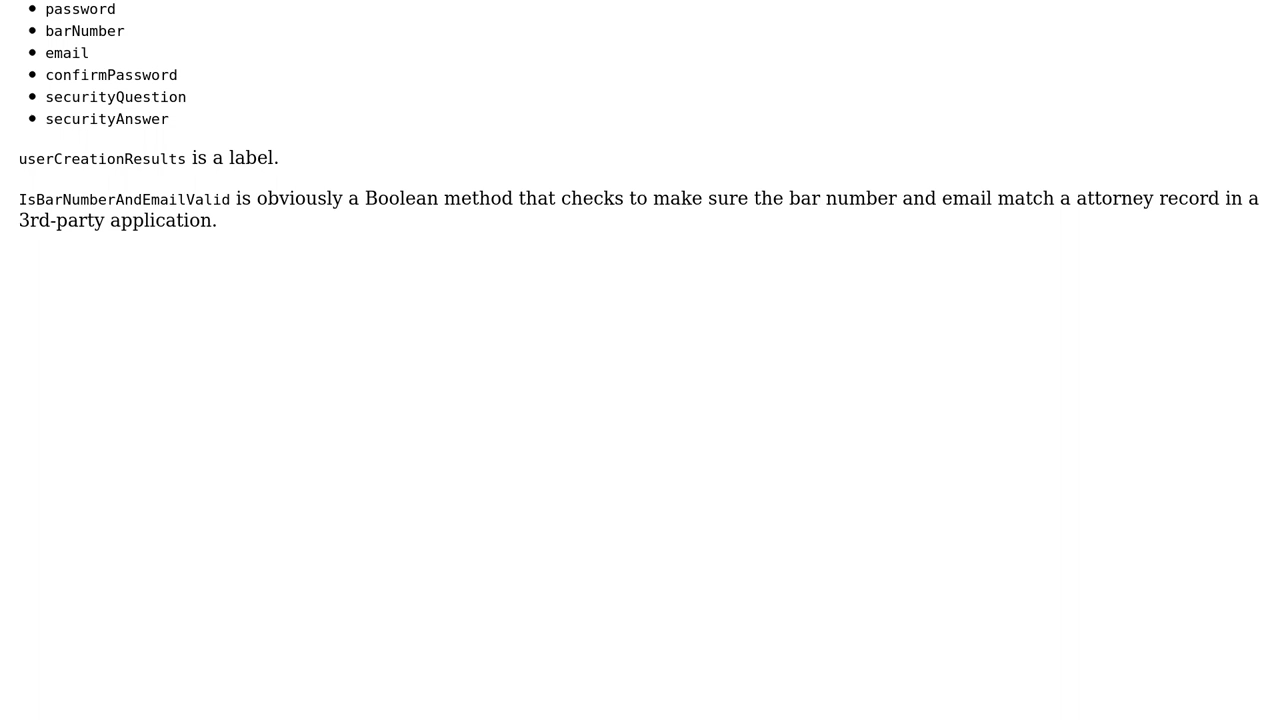 password
barNumber
email
confirmPassword
securityQuestion
securityAnswer
userCreationResults is a label.
IsBarNumberAndEmailValid is obviously a Boolean method that checks to make sure the bar number and email match a attorney record in a
3rd-party application.